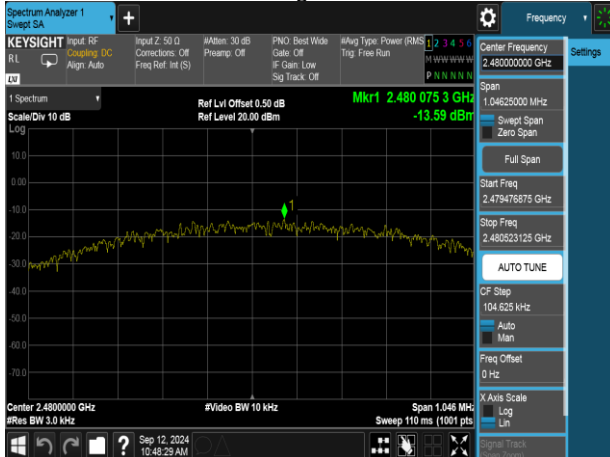 Spectrum Analyzer 1
Swept SA
+
Frequency
KEYSIGHT
RL
LXI
Input: RF
Coupling: DC
Align: Auto
Input Z: 50 Ω
Corrections: Off
Freq Ref: Int (S)
#Atten: 30 dB
Preamp: Off
PNO: Best Wide
Gate: Off
IF Gain: Low
Sig Track: Off
#Avg Type: Power (RMS
Trig: Free Run
1 2 3 4 5 6
M W W W W W
P N N N N N
Center Frequency
2.480000000 GHz
Settings
Span
1.04625000 MHz
Swept Span
Zero Span
Full Span
Start Freq
2.479476875 GHz
Stop Freq
2.480523125 GHz
AUTO TUNE
CF Step
104.625 kHz
Auto
Man
Freq Offset
0 Hz
X Axis Scale
Log
Lin
Signal Track
(Span Zoom)
1 Spectrum
Scale/Div 10 dB
Log
Ref Lvl Offset 0.50 dB
Ref Level 20.00 dBm
Mkr1 2.480 075 3 GHz
-13.59 dBm
10.0
0.00
-10.0
-20.0
-30.0
-40.0
-50.0
-60.0
-70.0
1
Center 2.4800000 GHz
#Res BW 3.0 kHz
#Video BW 10 kHz
Span 1.046 MHz
Sweep 110 ms (1001 pts
?
Sep 12, 2024
10:48:29 AM